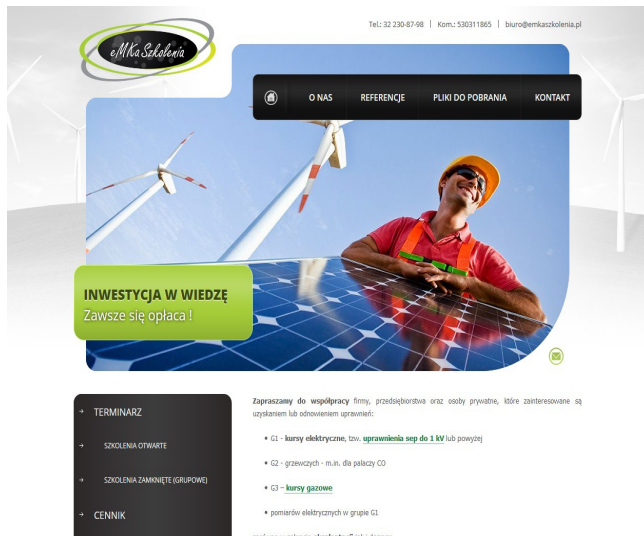 eMKa Szkolenia
Tel.: 32 230-87-98 | Kom.: 530311865 | biuro@emkaszkolenia.pl
O NAS REFERENCJE PLIKI DO POBRANIA KONTAKT
INWESTYCJA W WIEDZĘ
Zawsze się opłaca !
TERMINARZ
SZKOLENIA OTWARTE
SZKOLENIA ZAMKNIĘTE (GRUPOWE)
CENNIK
Zapraszamy do współpracy firmy, przedsiębiorstwa oraz osoby prywatne, które zainteresowane są
uzyskaniem lub odnowieniem uprawnień:
• G1 - kursy elektryczne, tzw. uprawnienia sep do 1 kV lub powyżej
• G2 - grzewczych - m.in. dla palaczy CO
• G3 – kursy gazowe
• pomiarów elektrycznych w grupie G1